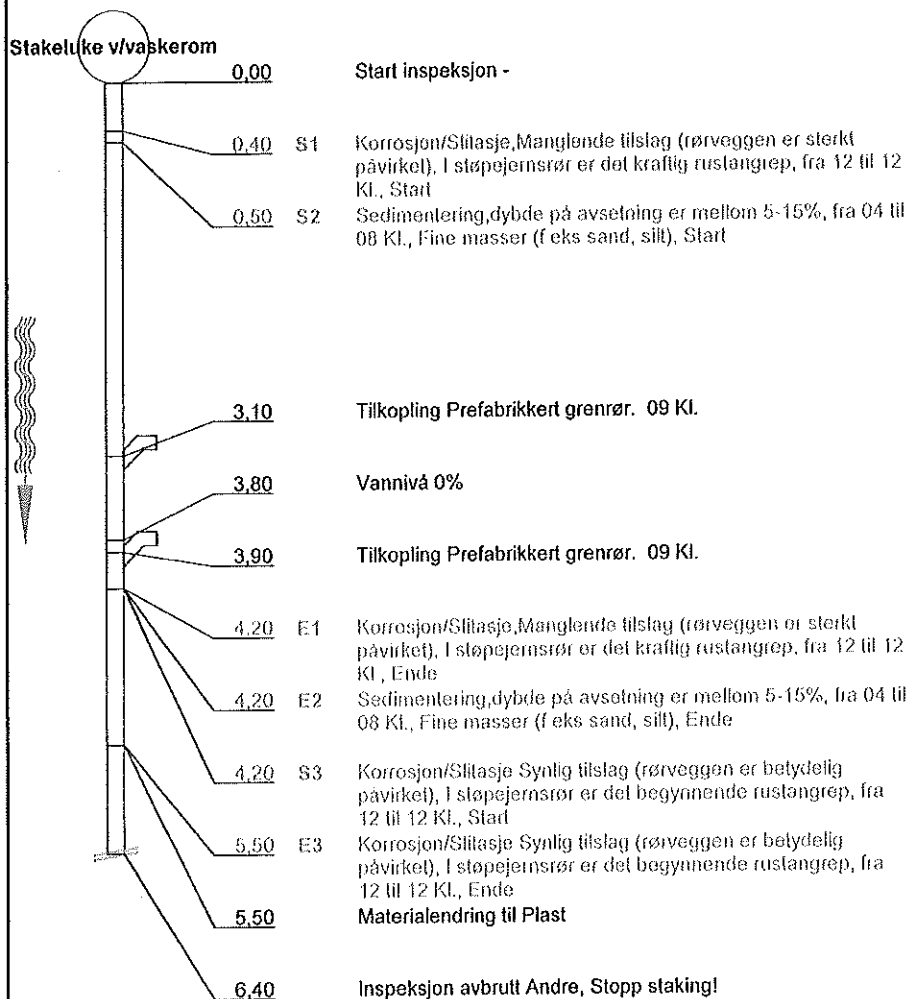 Stakeluke v/vaskerom
0,00 Start inspeksjon -
0,40 S1 Korrosjon/Slitasje,Manglende tilslag (rørveggen er sterkt
påvirket), I støpejernsrør er det kraftig rustangrep, fra 12 til 12
Kl., Start
0,50 S2 Sedimentering,dybde på avsetning er mellom 5-15%, fra 04 til
08 Kl., Fine masser (f eks sand, silt), Start
3,10 Tilkopling Prefabrikkert grenrør. 09 Kl.
3,80 Vannivå 0%
3,90 Tilkopling Prefabrikkert grenrør. 09 Kl.
4,20 E1 Korrosjon/Slitasje,Manglende tilslag (rørveggen er sterkt
påvirket), I støpejernsrør er det kraftig rustangrep, fra 12 til 12
Kl., Ende
4,20 E2 Sedimentering,dybde på avsetning er mellom 5-15%, fra 04 til
08 Kl., Fine masser (f eks sand, silt), Ende
4,20 S3 Korrosjon/Slitasje Synlig tilslag (rørveggen er betydelig
påvirket), I støpejernsrør er det begynnende rustangrep, fra
12 til 12 Kl., Start
5,50 E3 Korrosjon/Slitasje Synlig tilslag (rørveggen er betydelig
påvirket), I støpejernsrør er det begynnende rustangrep, fra
12 til 12 Kl., Ende
5,50 Materialendring til Plast
6,40 Inspeksjon avbrutt Andre, Stopp staking!